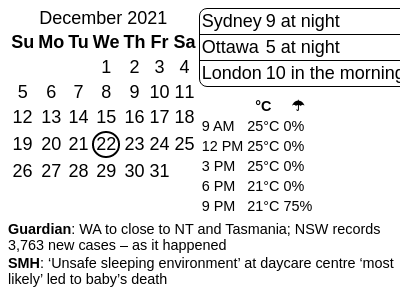 December 2021
Su Mo Tu We Th Fr Sa
1 2 3 4
5 6 7 8 9 10 11
12 13 14 15 16 17 18
19 20 21 22 23 24 25
26 27 28 29 30 31
Sydney 9 at night
Ottawa 5 at night
London 10 in the morning
°C ☂
9 AM 25°C 0%
12 PM 25°C 0%
3 PM 25°C 0%
6 PM 21°C 0%
9 PM 21°C 75%
Guardian: WA to close to NT and Tasmania; NSW records
3,763 new cases – as it happened
SMH: ‘Unsafe sleeping environment’ at daycare centre ‘most
likely’ led to baby’s death